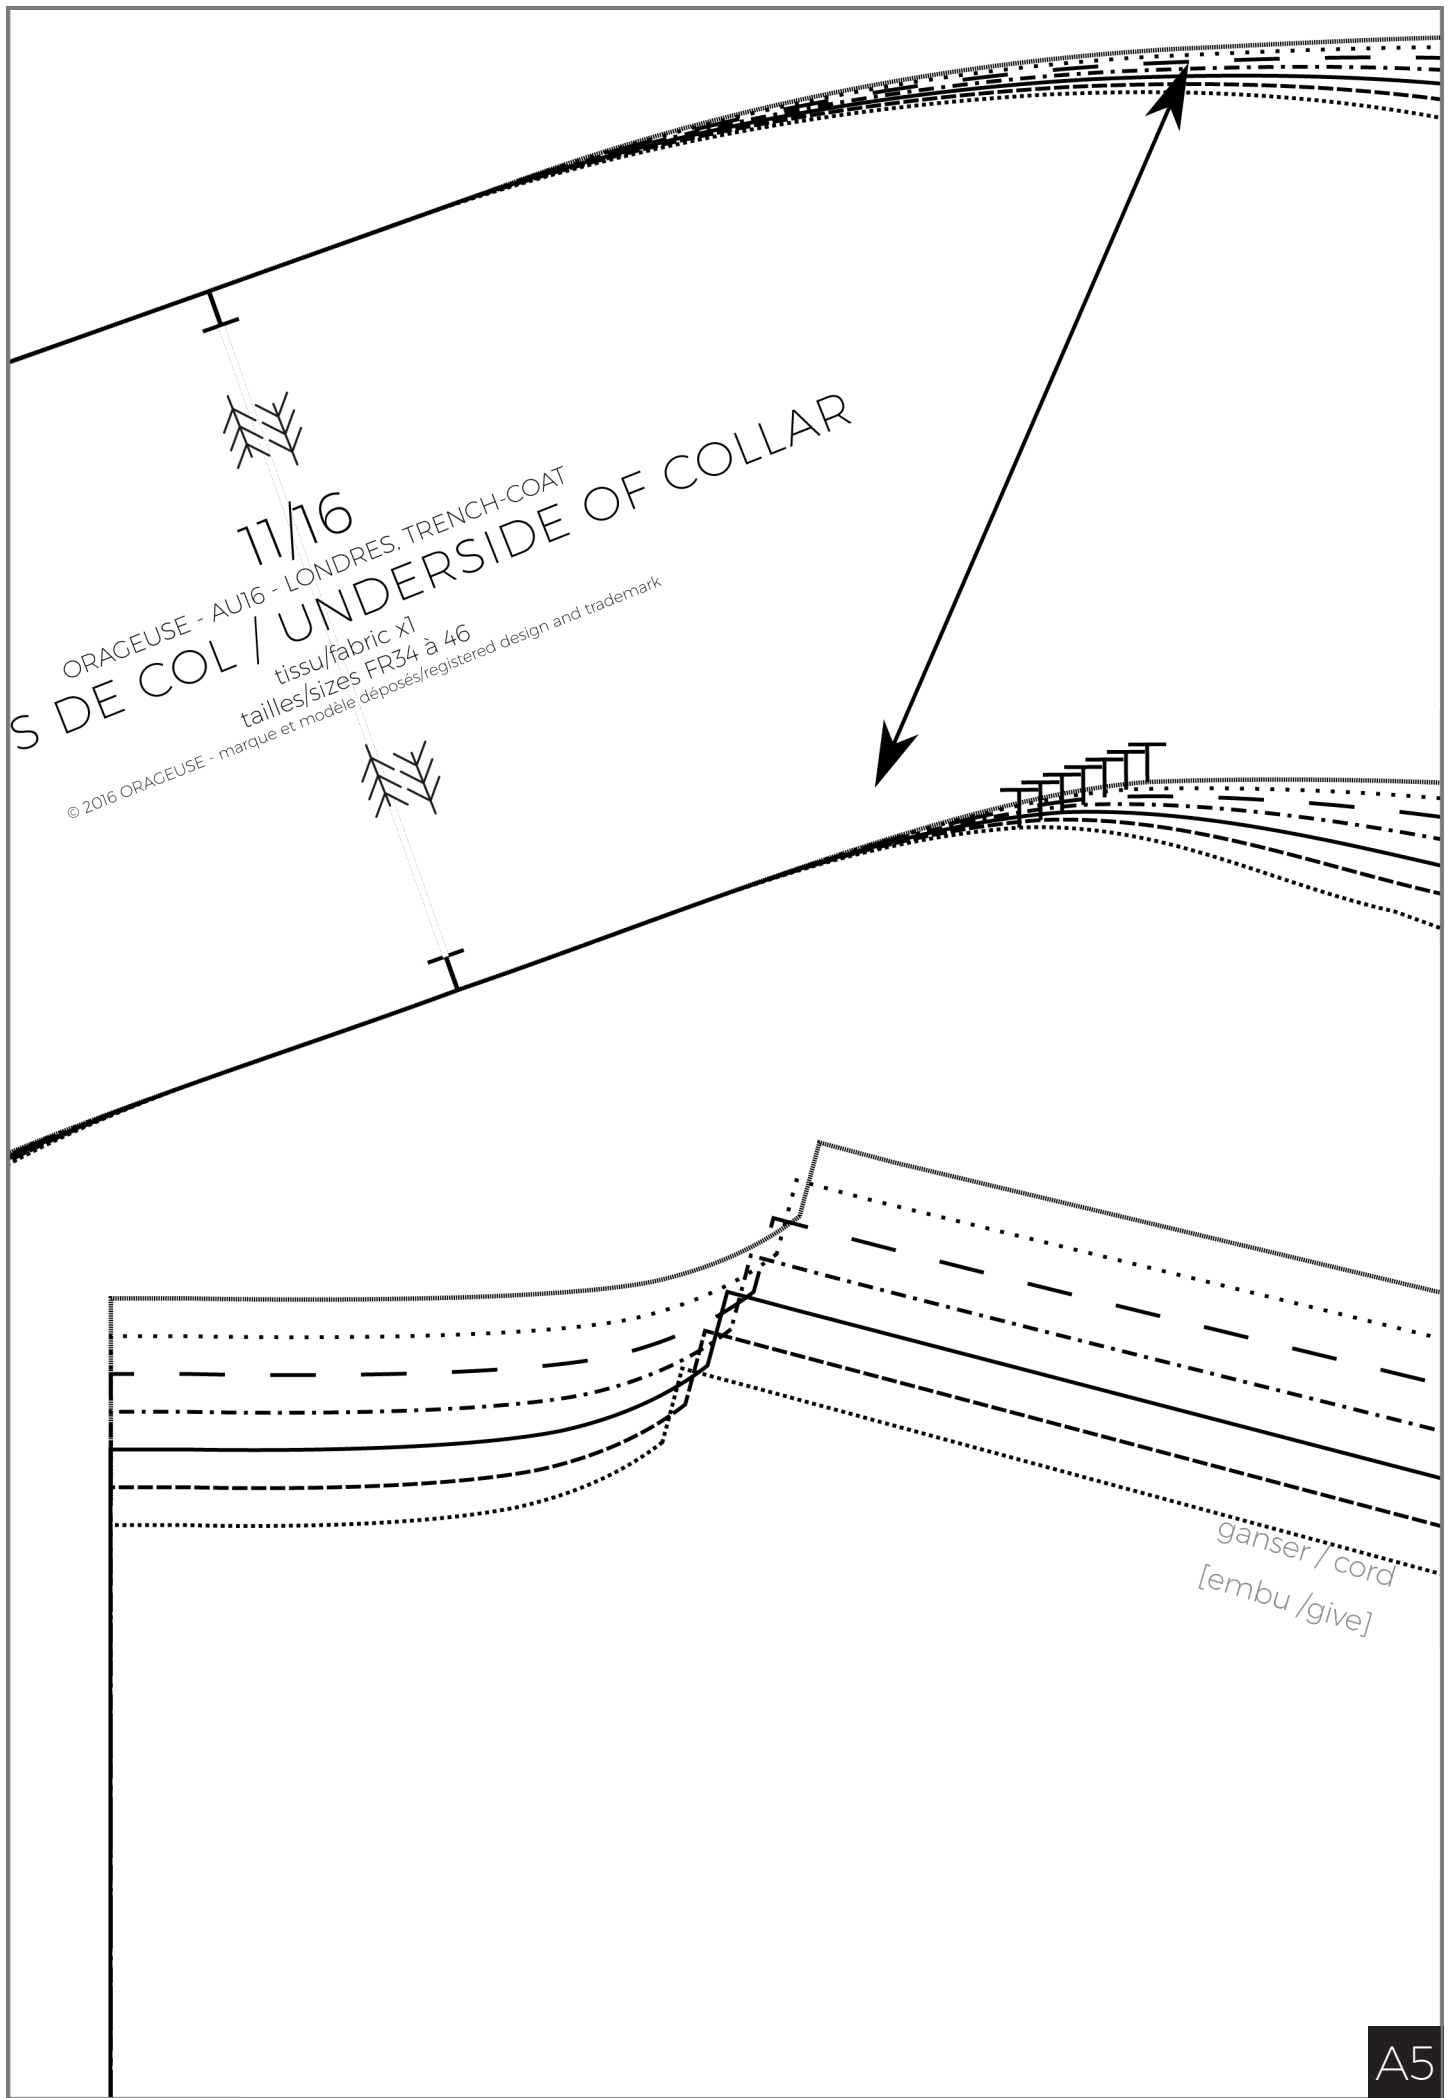 11/16
ORAGEUSE - AU16 - LONDRES, TRENCH-COAT
S DE COL / UNDERSIDE OF COLLAR
tissu/fabric x1
tailles/sizes FR34 à 46
© 2016 ORAGEUSE - marque et modèle déposés/registered design and trademark
ganser / cord
[embu /give]
A5